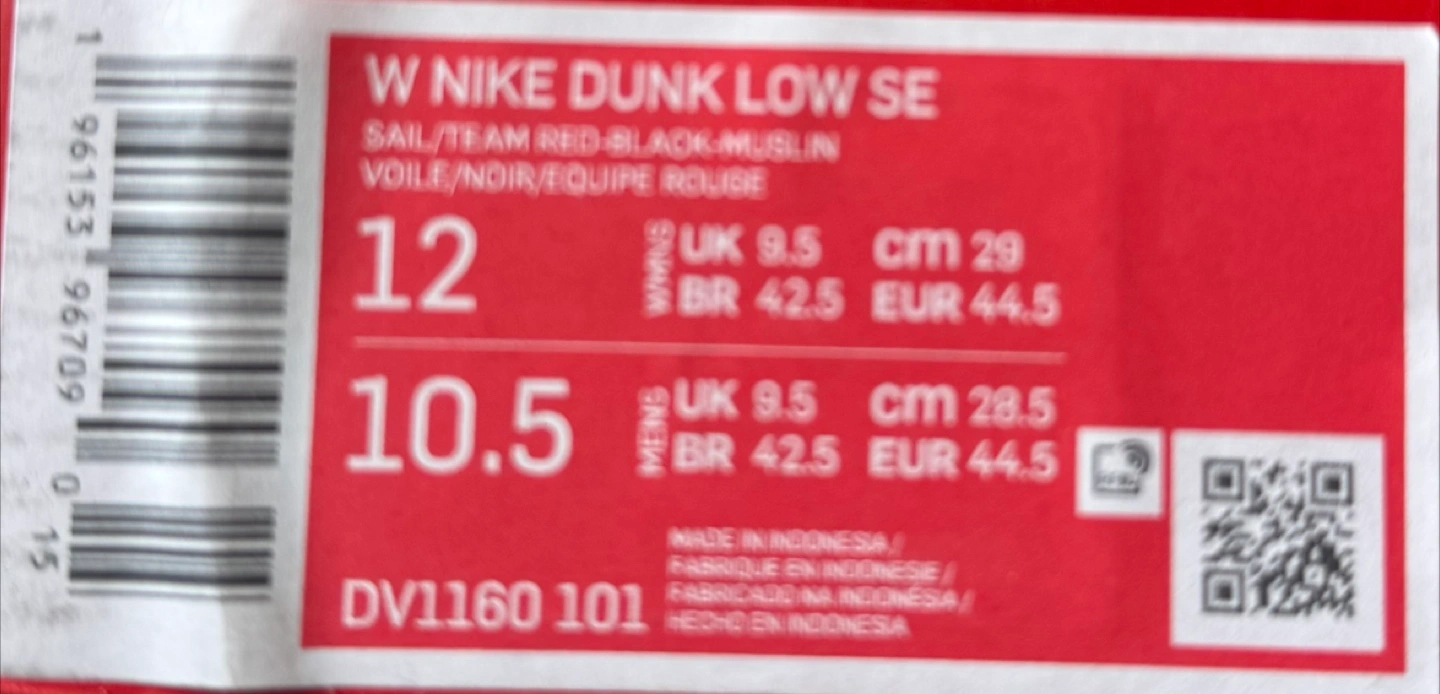 1
96153
96709
0
15
W NIKE DUNK LOW SE
SAIL/TEAM RED-BLACK-MUSLIN
VOILE/NOIR/EQUIPE ROUGE
12
WMNS
UK 9.5 cm 29
BR 42.5 EUR 44.5
10.5
MENS
UK 9.5 cm 28.5
BR 42.5 EUR 44.5
DV1160 101
MADE IN INDONESIA /
FABRIQUE EN INDONESIE /
FABRICADO NA INDONÉSIA /
HECHO EN INDONESIA